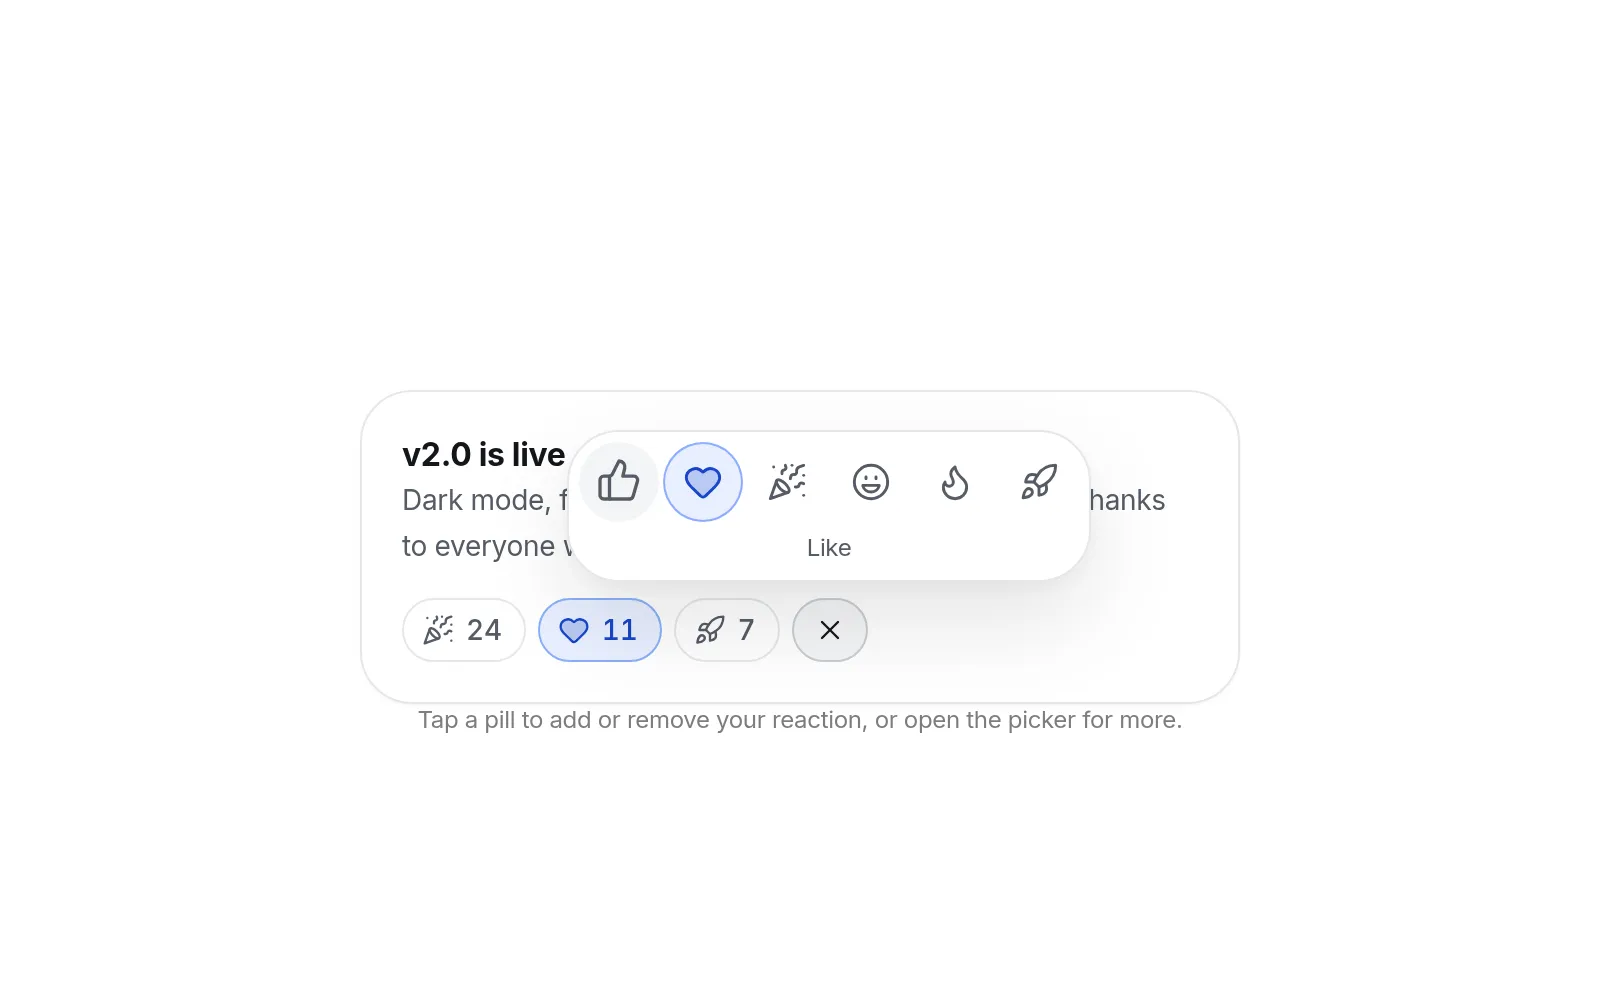 v2.0 is live
Dark mode, hanks
to everyone
Like
24 11 7
Tap a pill to add or remove your reaction, or open the picker for more.